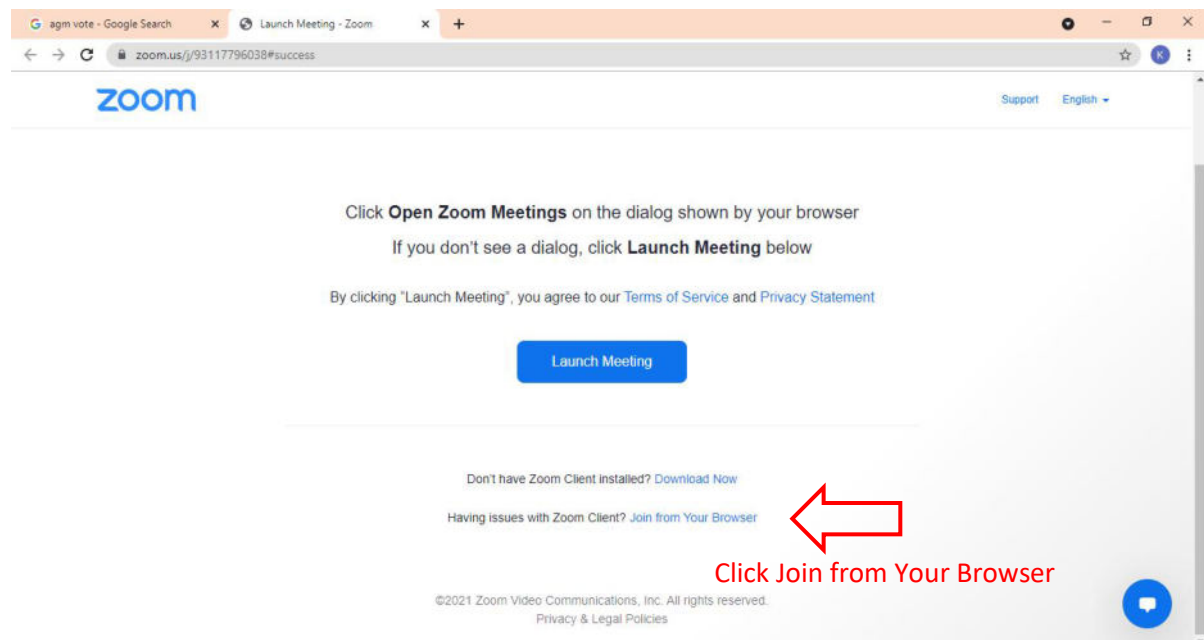 agm vote - Google Search
Launch Meeting - Zoom
zoom.us/j/93117796038#success
K
zoom
Support English
Click Open Zoom Meetings on the dialog shown by your browser
If you don't see a dialog, click Launch Meeting below
By clicking "Launch Meeting", you agree to our Terms of Service and Privacy Statement
Launch Meeting
Don't have Zoom Client installed? Download Now
Having issues with Zoom Client? Join from Your Browser
Click Join from Your Browser
©2021 Zoom Video Communications, Inc. All rights reserved.
Privacy & Legal Policies